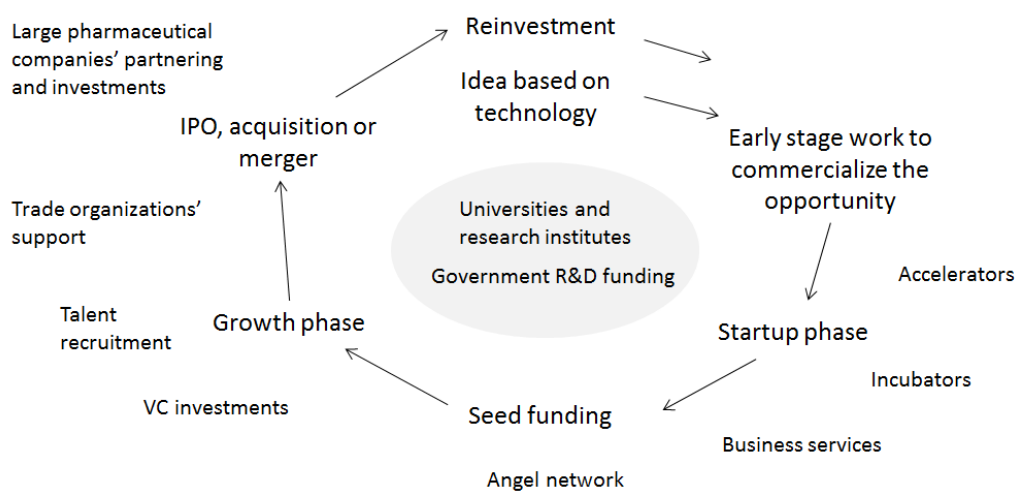 Large pharmaceutical
companies’ partnering
and investments
Reinvestment
Idea based on
technology
IPO, acquisition or
merger
Early stage work to
commercialize the
opportunity
Trade organizations’
support
Universities and
research institutes
Government R&D funding
Accelerators
Talent
recruitment
Growth phase
Startup phase
Incubators
VC investments
Seed funding
Business services
Angel network